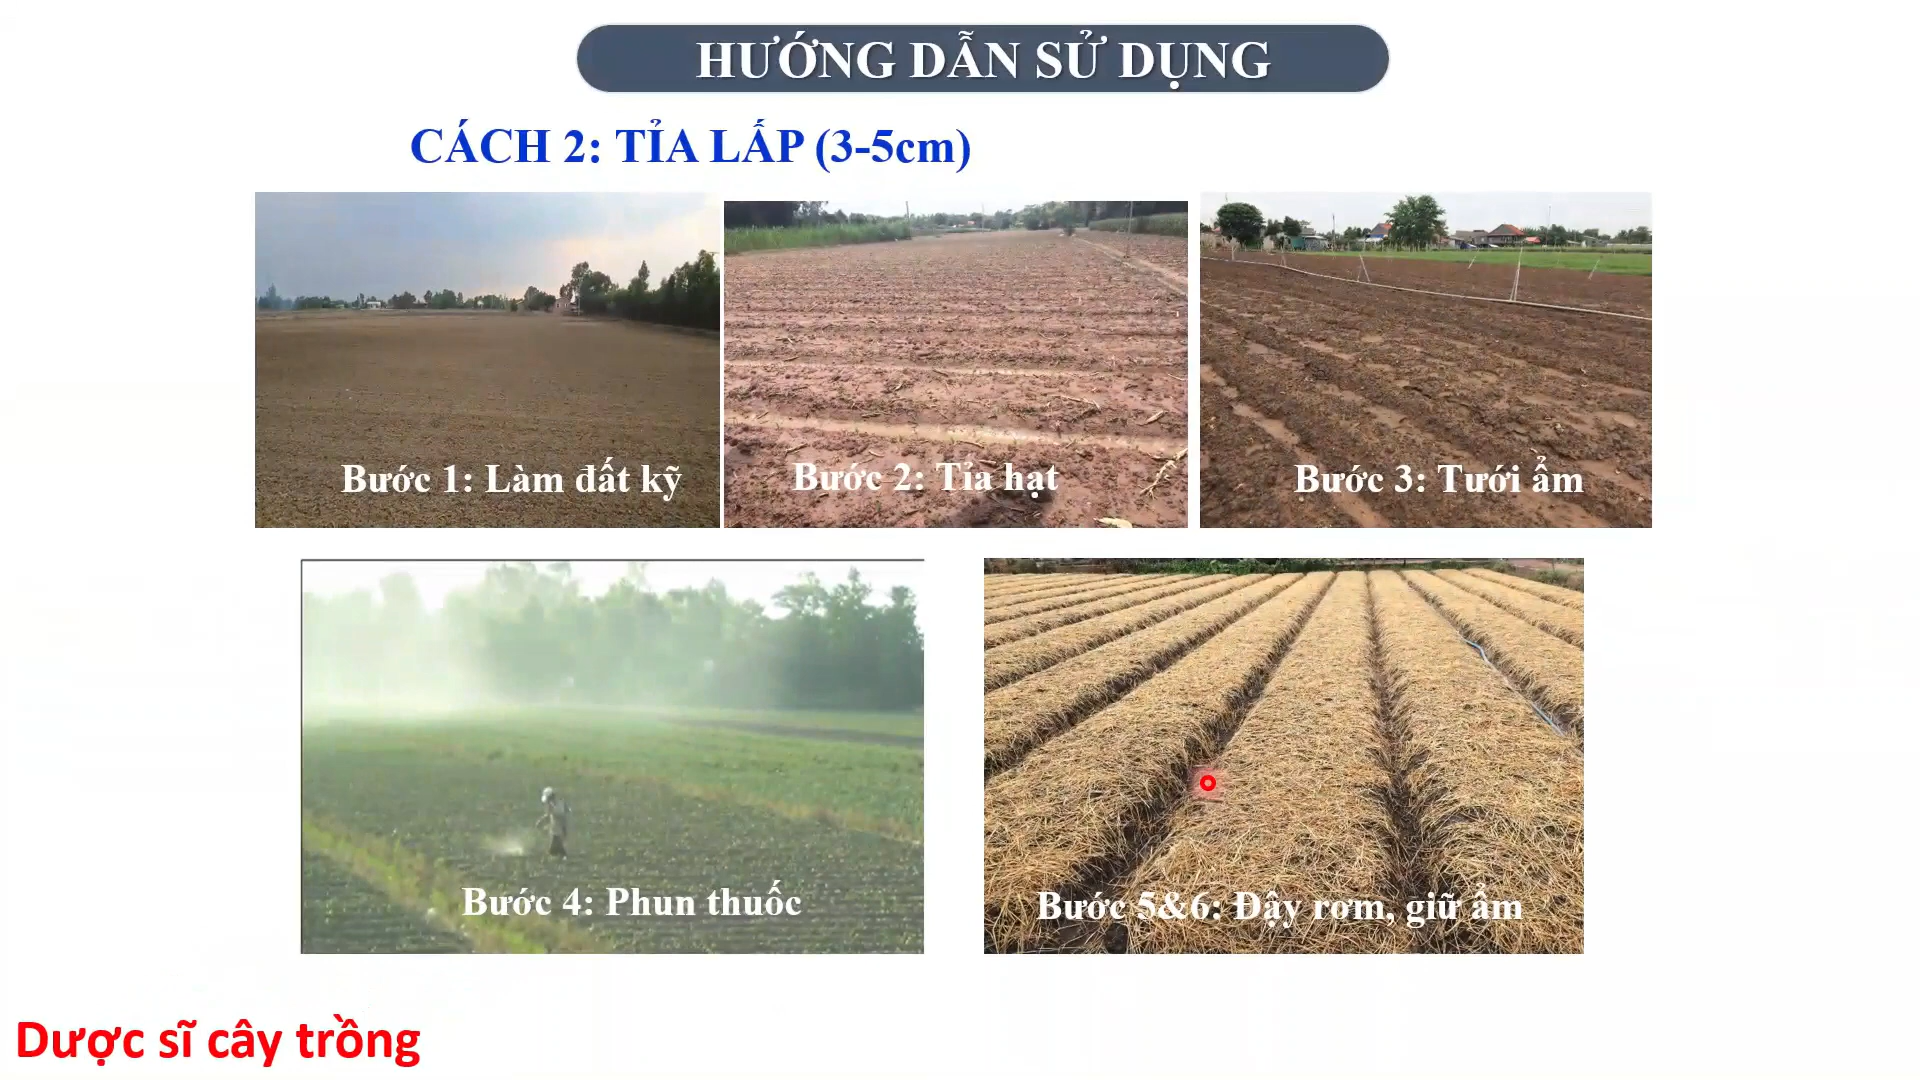 HƯỚNG DẪN SỬ DỤNG
CÁCH 2: TỈA LẤP (3-5cm)
Bước 1: Làm đất kỹ
Bước 2: Tỉa hạt
Bước 3: Tưới ẩm
Bước 4: Phun thuốc
Bước 5&6: Đậy rơm, giữ ẩm
Dược sĩ cây trồng